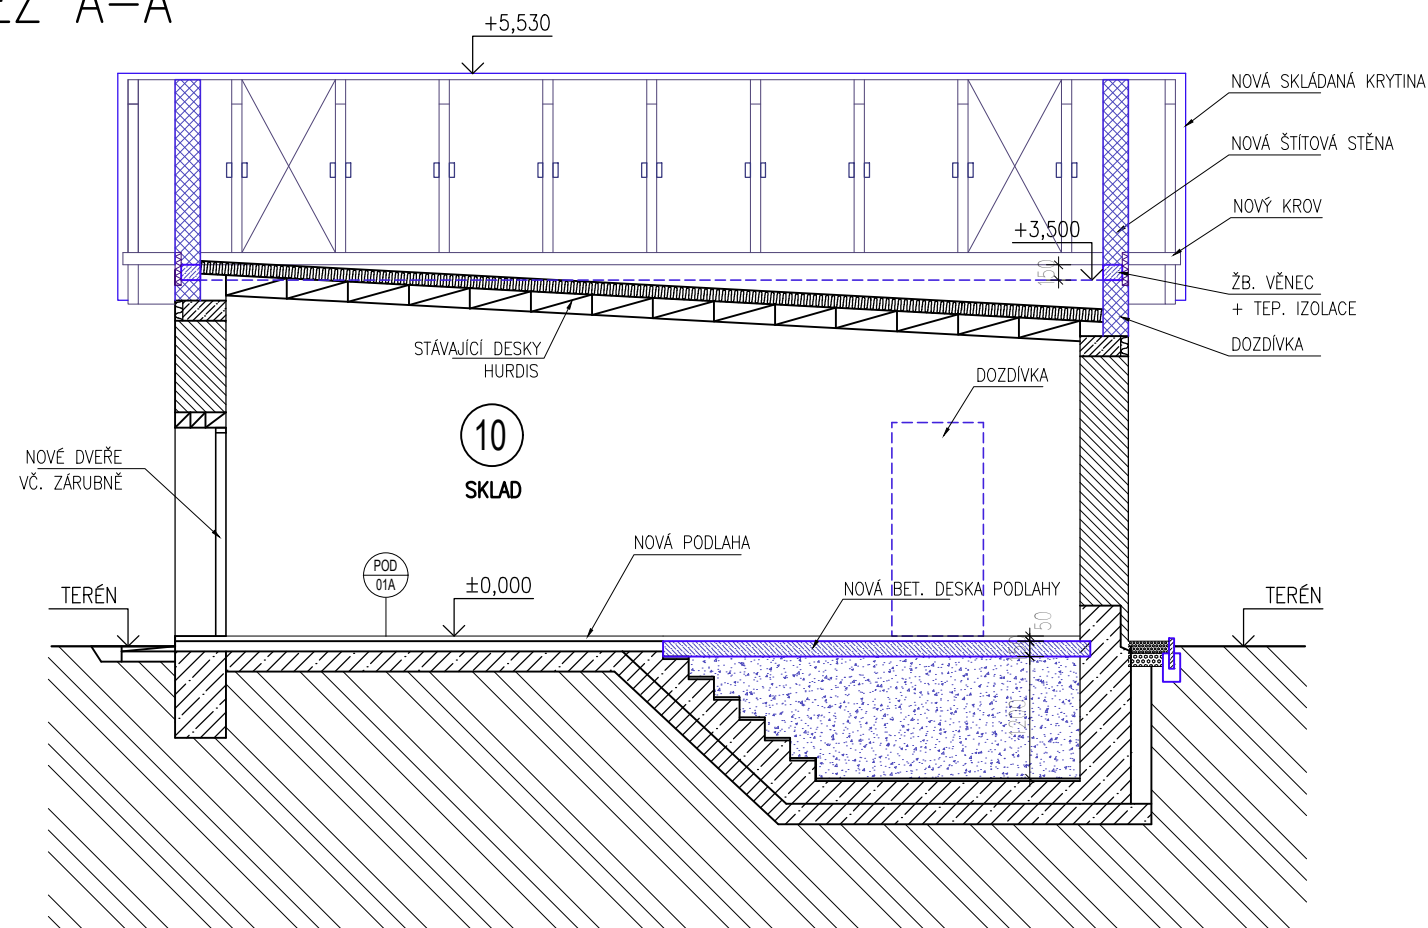 ŘEZ A-A
+5,530
NOVÁ SKLÁDANÁ KRYTINA
NOVÁ ŠTÍTOVÁ STĚNA
NOVÝ KROV
+3,500
150
ŽB. VĚNEC
+ TEP. IZOLACE
DOZDÍVKA
STÁVAJÍCÍ DESKY
HURDIS
DOZDÍVKA
10
SKLAD
NOVÉ DVEŘE
VČ. ZÁRUBNĚ
NOVÁ PODLAHA
POD
01A
±0,000
NOVÁ BET. DESKA PODLAHY
TERÉN
TERÉN
50